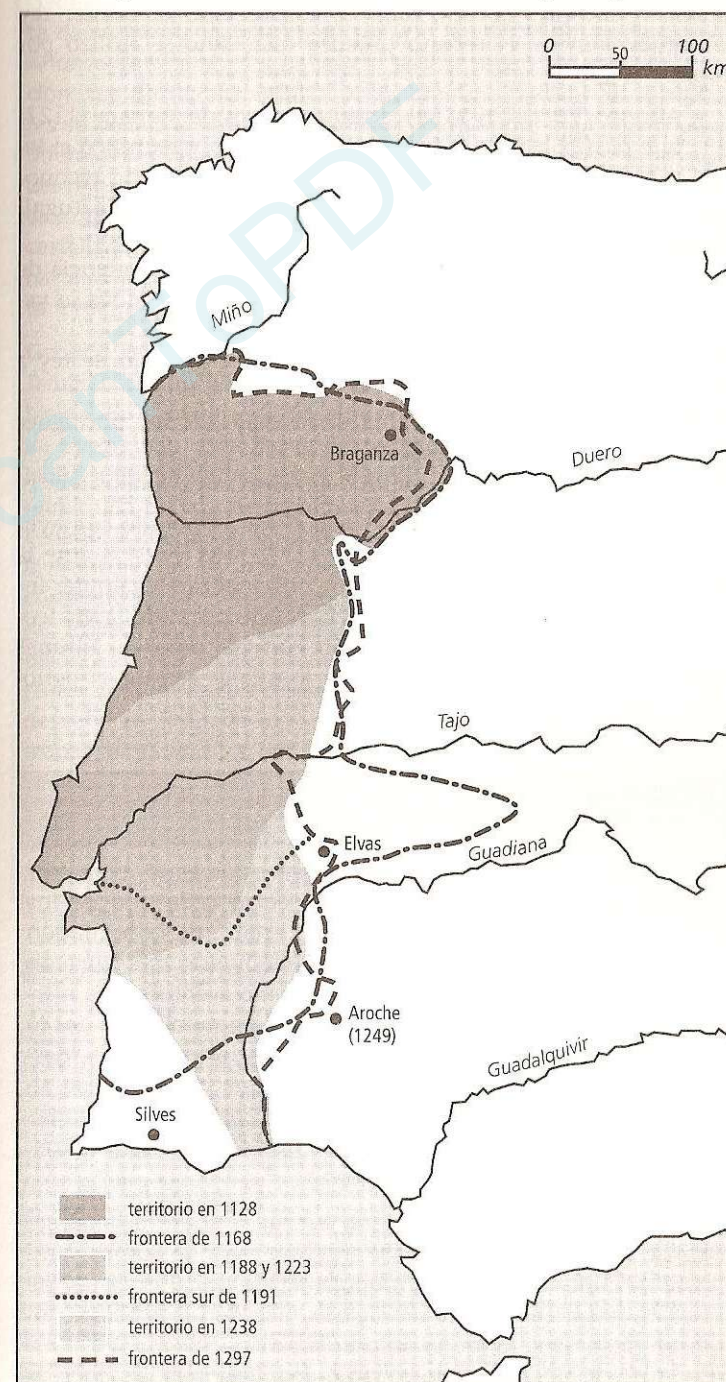 0 50 100
km
Miño
Braganza
Duero
Tajo
Elvas
Guadiana
Aroche
(1249)
Guadalquivir
Silves
territorio en 1128
frontera de 1168
territorio en 1188 y 1223
frontera sur de 1191
territorio en 1238
frontera de 1297
canToPDF